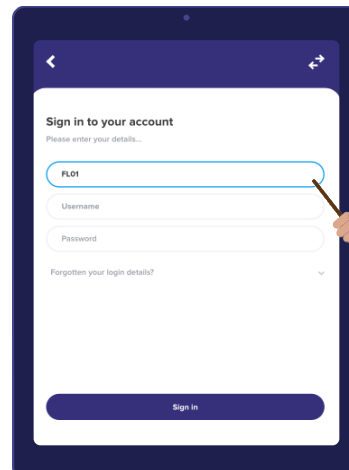 Sign in to your account
Please enter your details...
FL01
Username
Password
Forgotten your login details?
Sign in